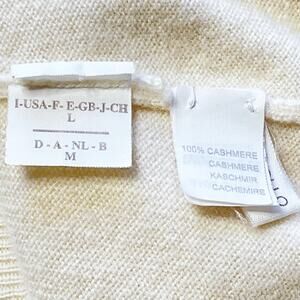 I-USA-F- E-GB-J-CH
L
D - A - NL - B
M
100% CASHMERE
CASHMERE
KASCHMIR
CACHEMIRE